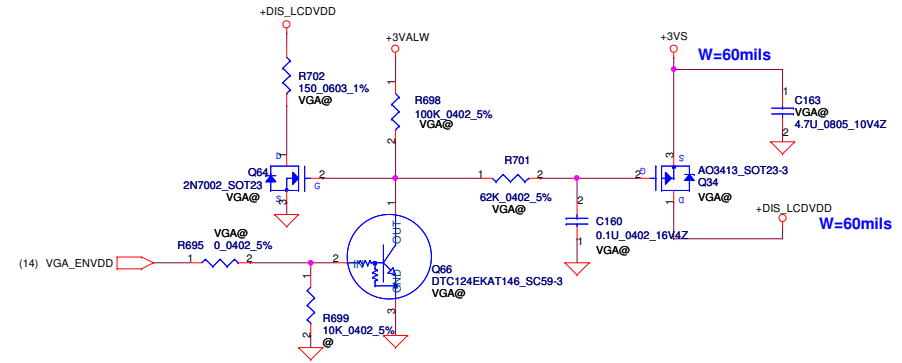 +DIS_LCDVDD
+3VALW
+3VS
W=60mils
R702
150_0603_1%
VGA@
1
R698
100K_0402_5%
VGA@
2
1
C163
VGA@
4.7U_0805_10V4Z
2
D
1
Q64
2N7002_SOT23
VGA@
2
G
3
S
R701
1
2
62K_0402_5%
VGA@
2
C160
0.1U_0402_16V4Z
VGA@
1
3
S
2
G
AO3413_SOT23-3
Q34
VGA@
1
D
+DIS_LCDVDD
W=60mils
(14) VGA_ENVDD
VGA@
R695
0_0402_5%
1
2
1
OUT
2
IN
GND
3
Q66
DTC124EKAT146_SC59-3
VGA@
1
R699
10K_0402_5%
@
2